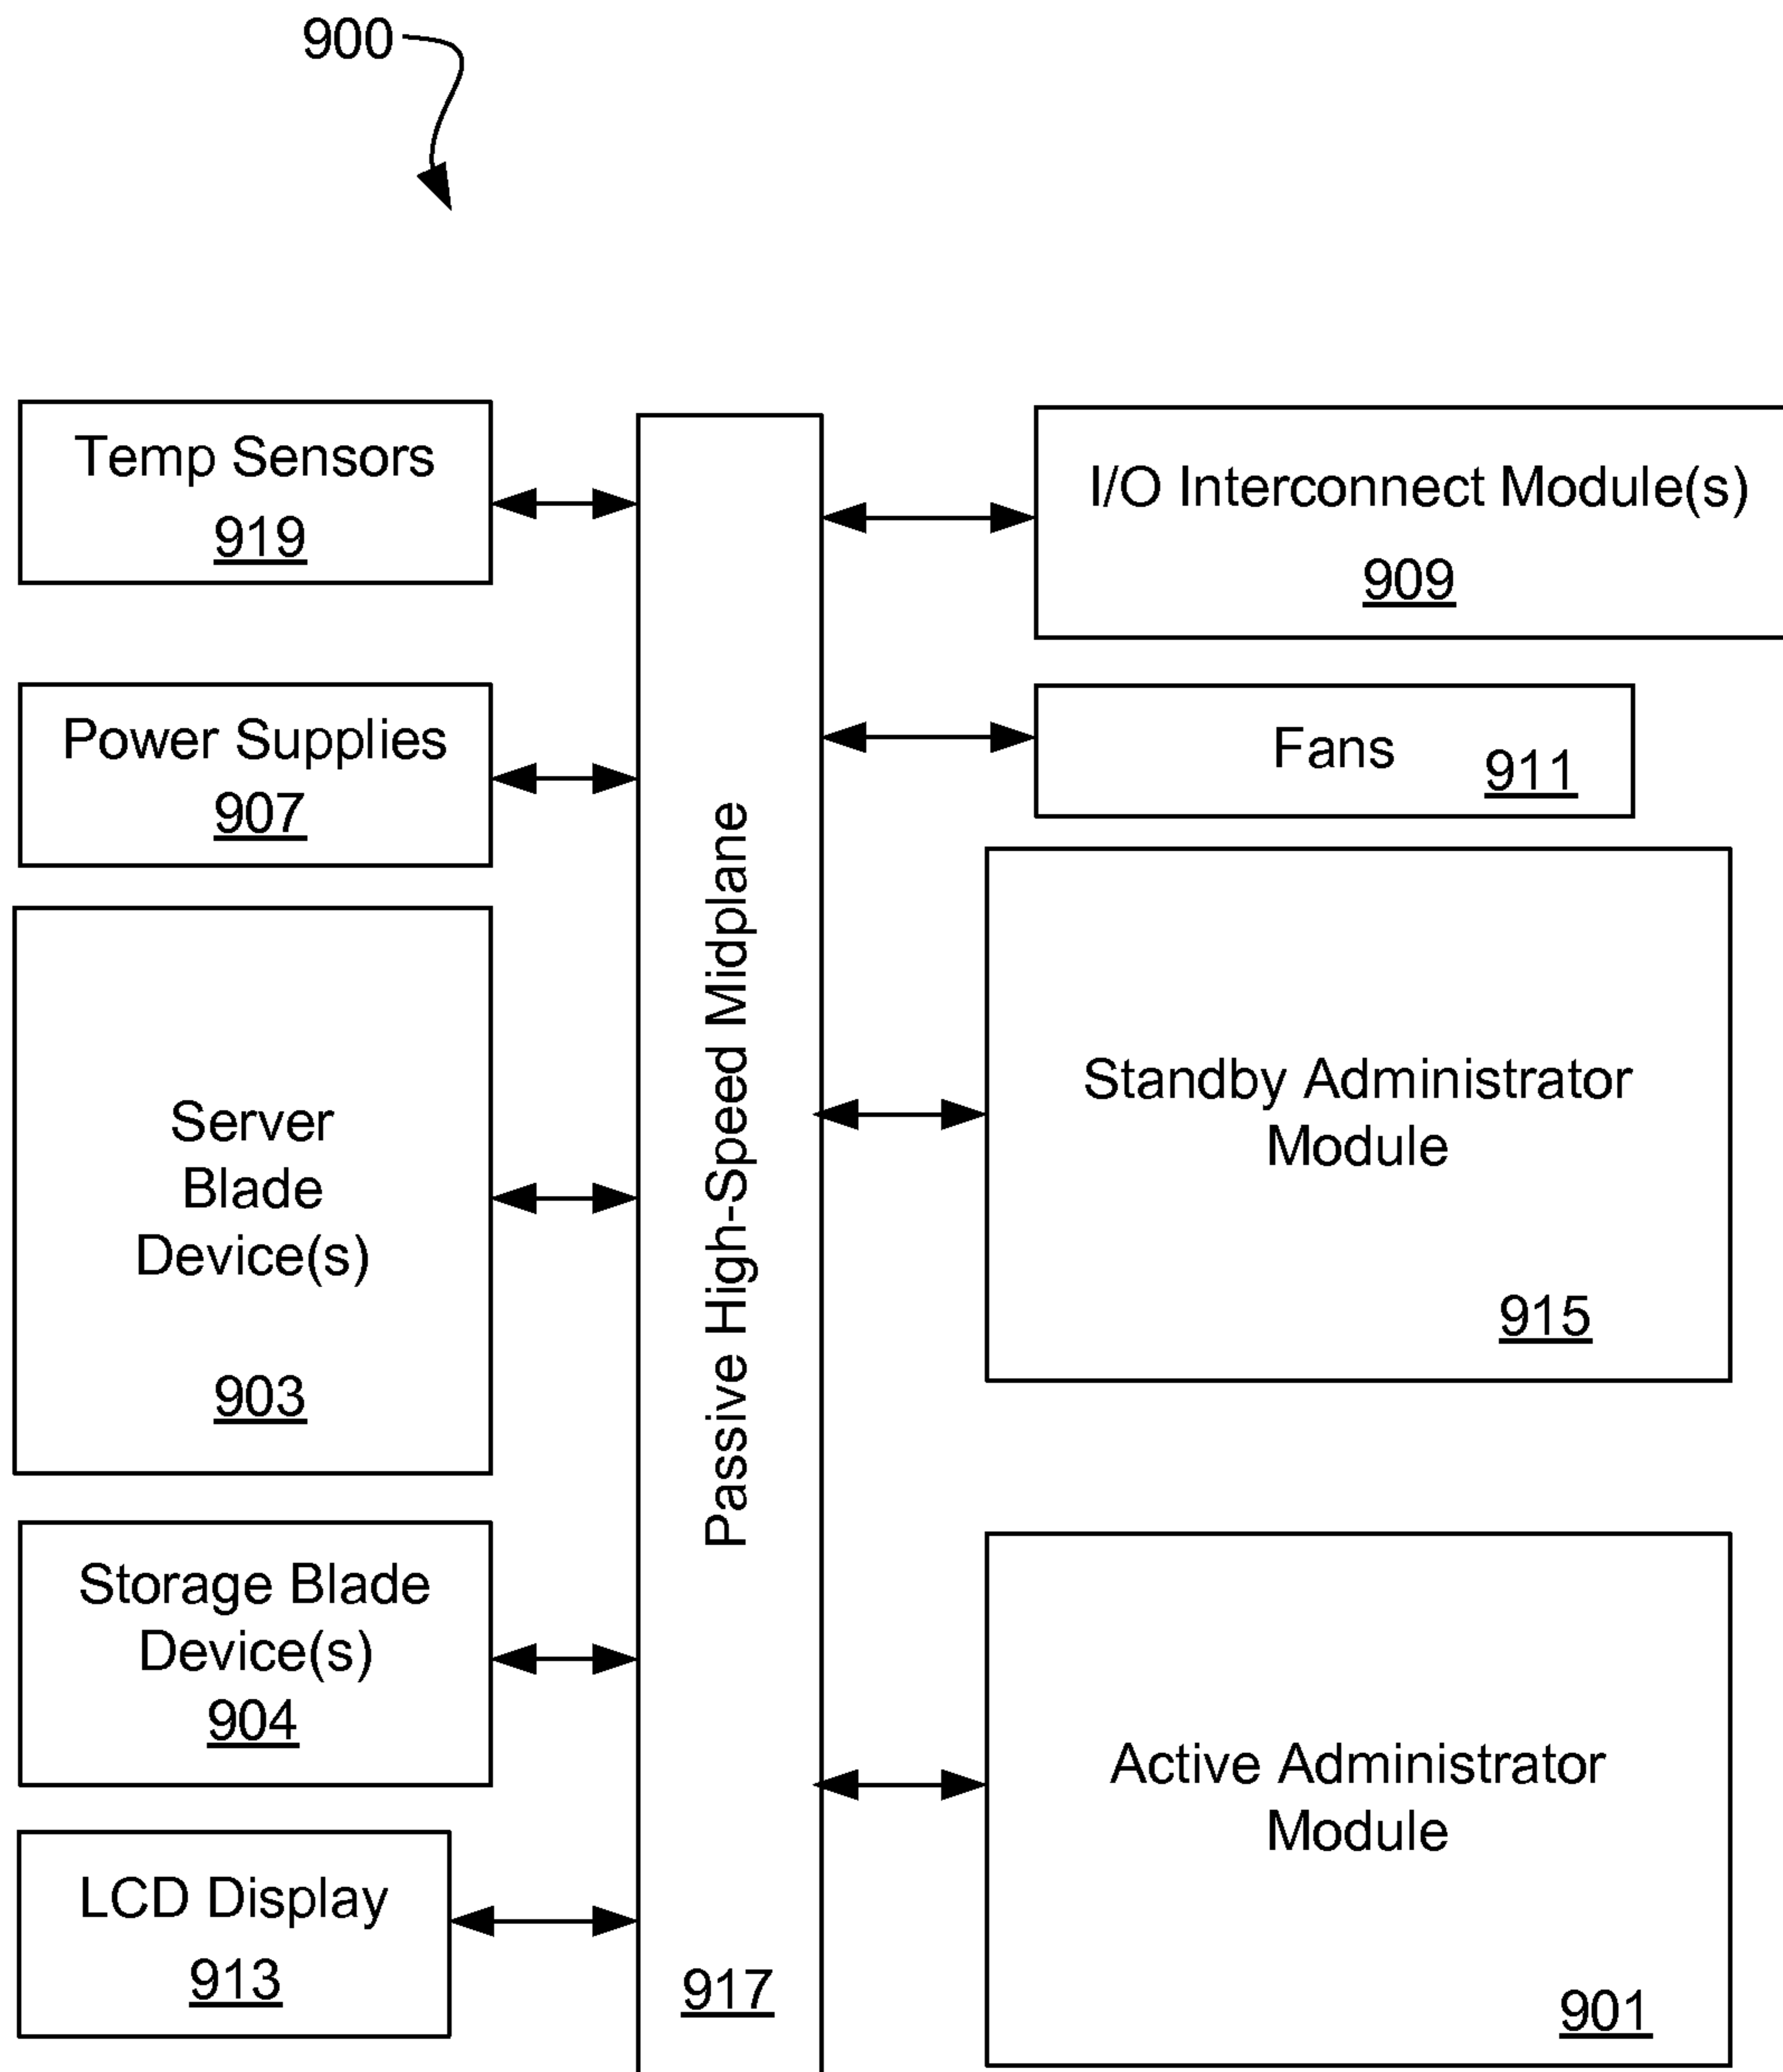 900
Temp Sensors
919
Power Supplies
907
Server
Blade
Device(s)
903
Storage Blade
Device(s)
904
LCD Display
913
Passive High-Speed Midplane
917
I/O Interconnect Module(s)
909
Fans
911
Standby Administrator
Module
915
Active Administrator
Module
901